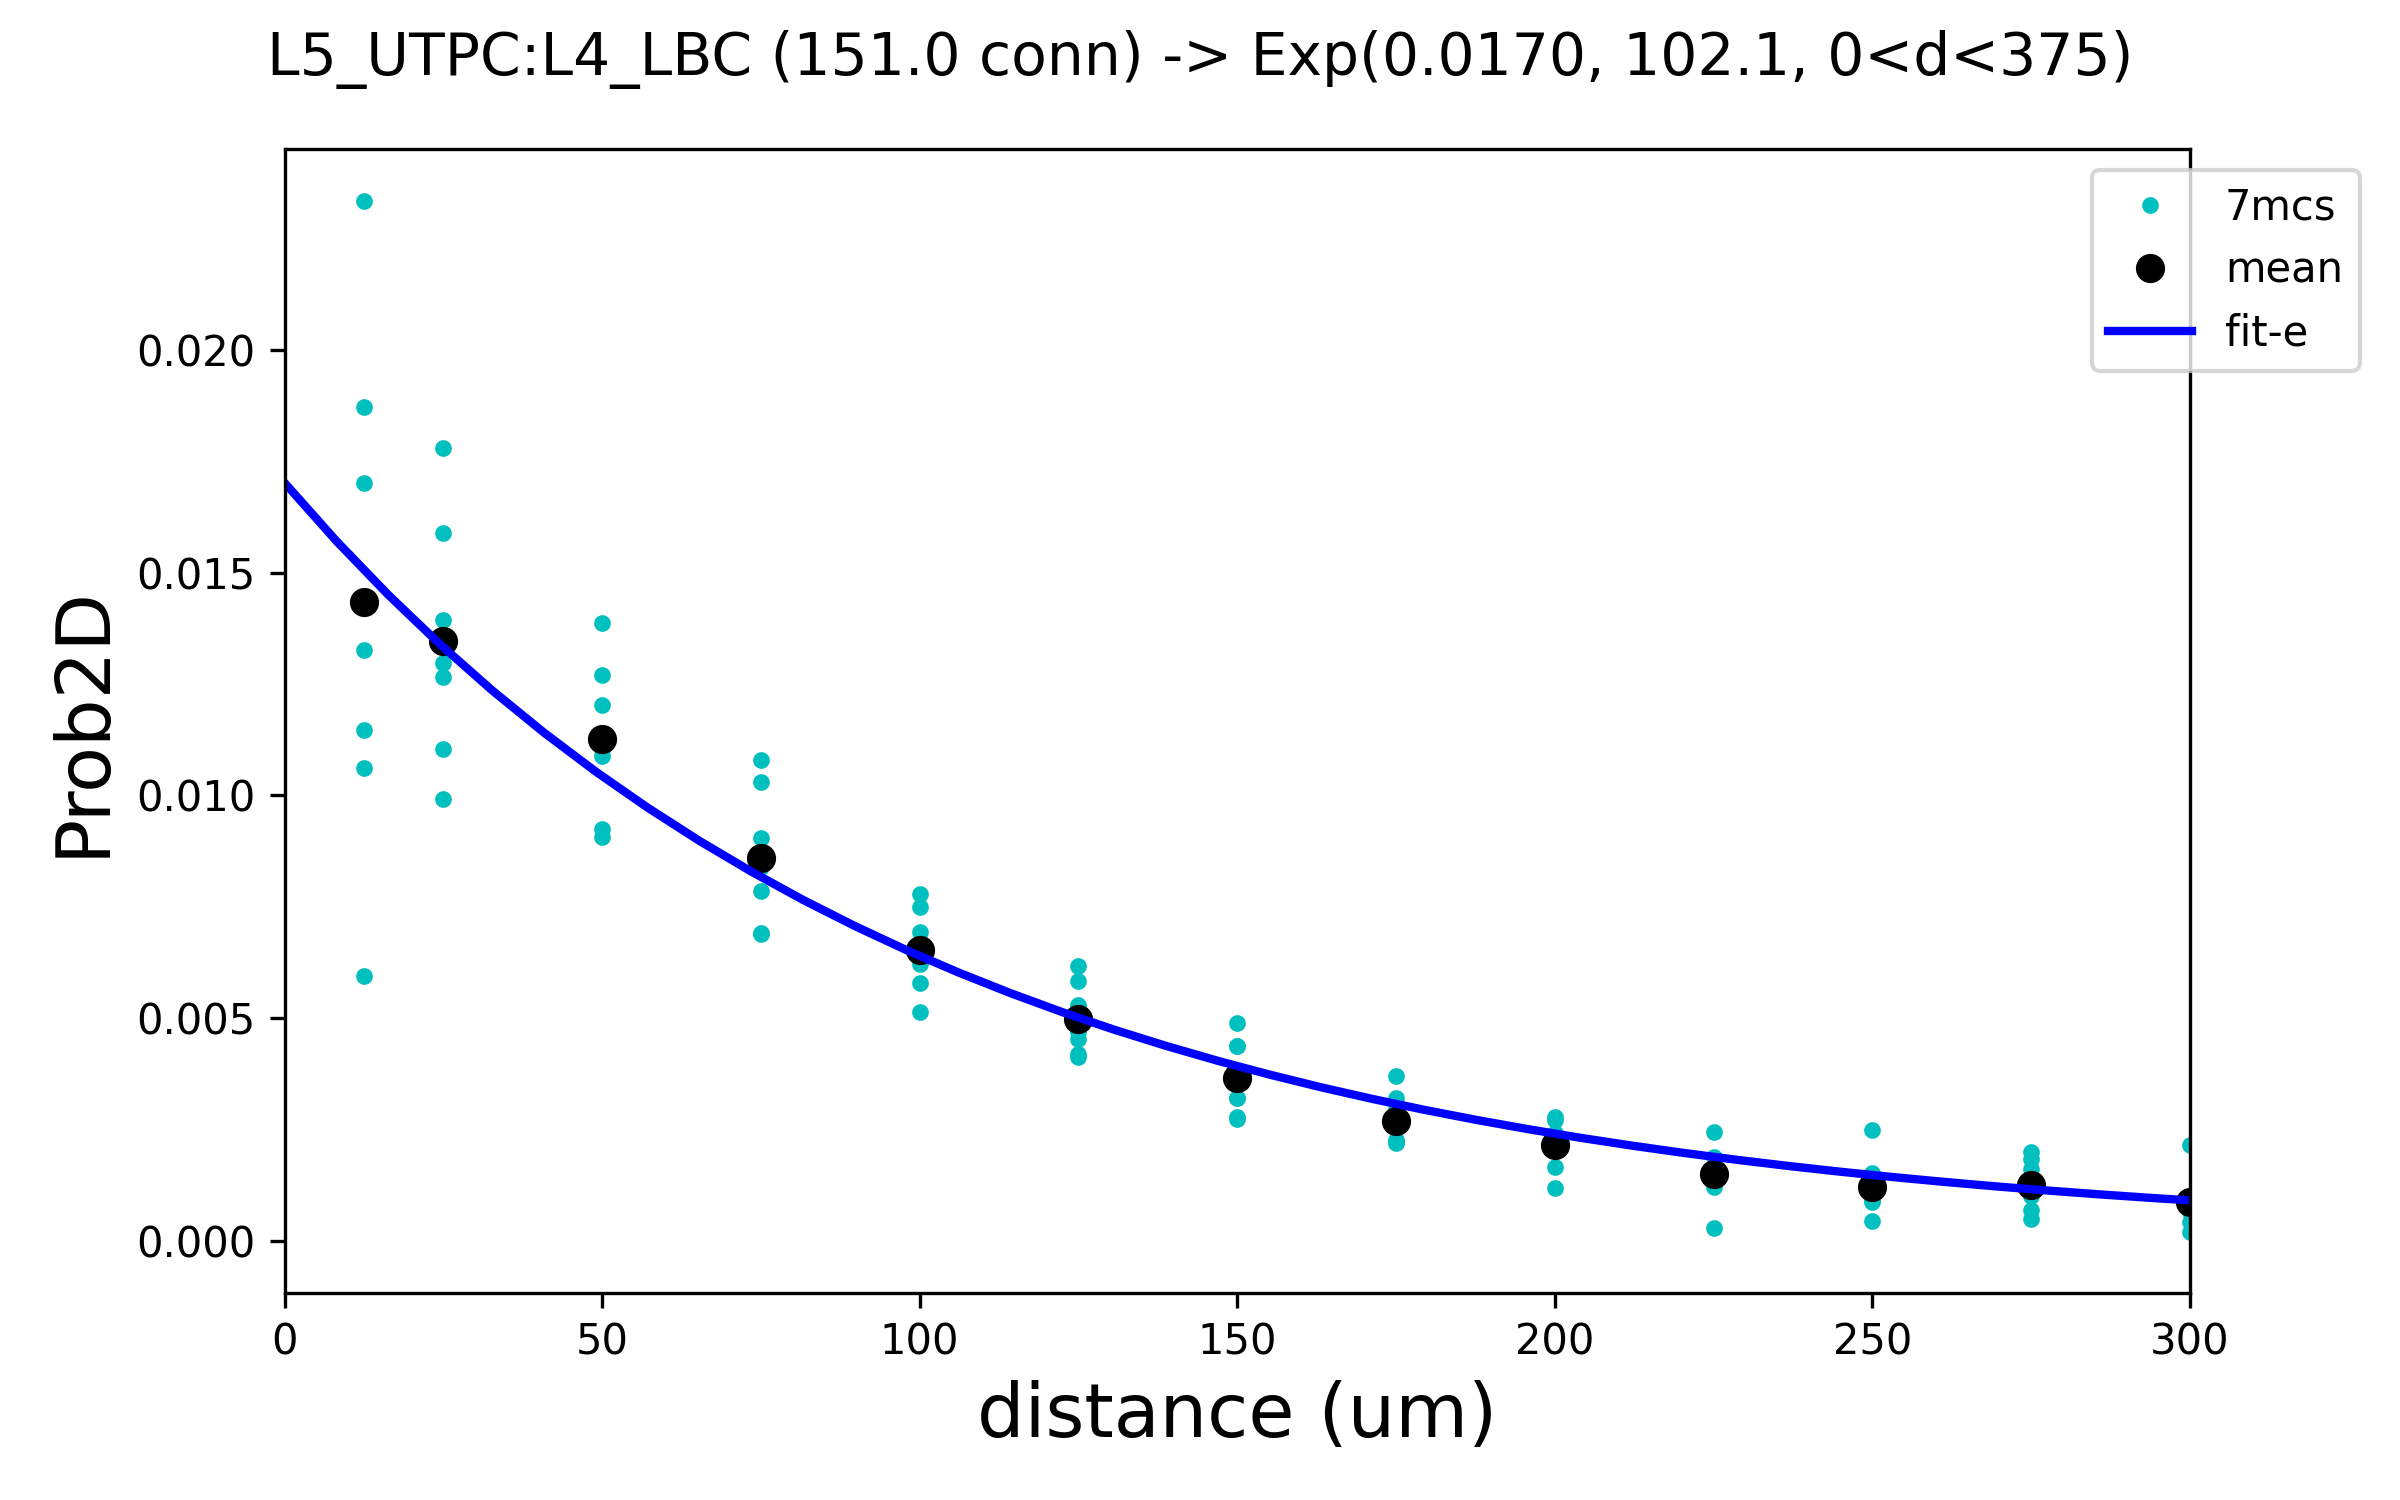 L5_UTPC:L4_LBC (151.0 conn) -> Exp(0.0170, 102.1, 0<d<375)
7mcs
mean
fit-e
Prob2D
0.020
0.015
0.010
0.005
0.000
0 50 100 150 200 250 300
distance (um)